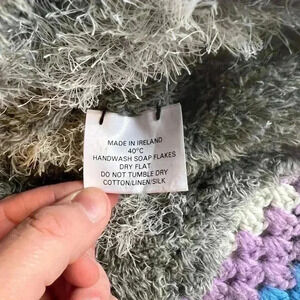 MADE IN IRELAND
40°C
HANDWASH SOAP FLAKES
DRY FLAT
DO NOT TUMBLE DRY
COTTON/LINEN/SILK